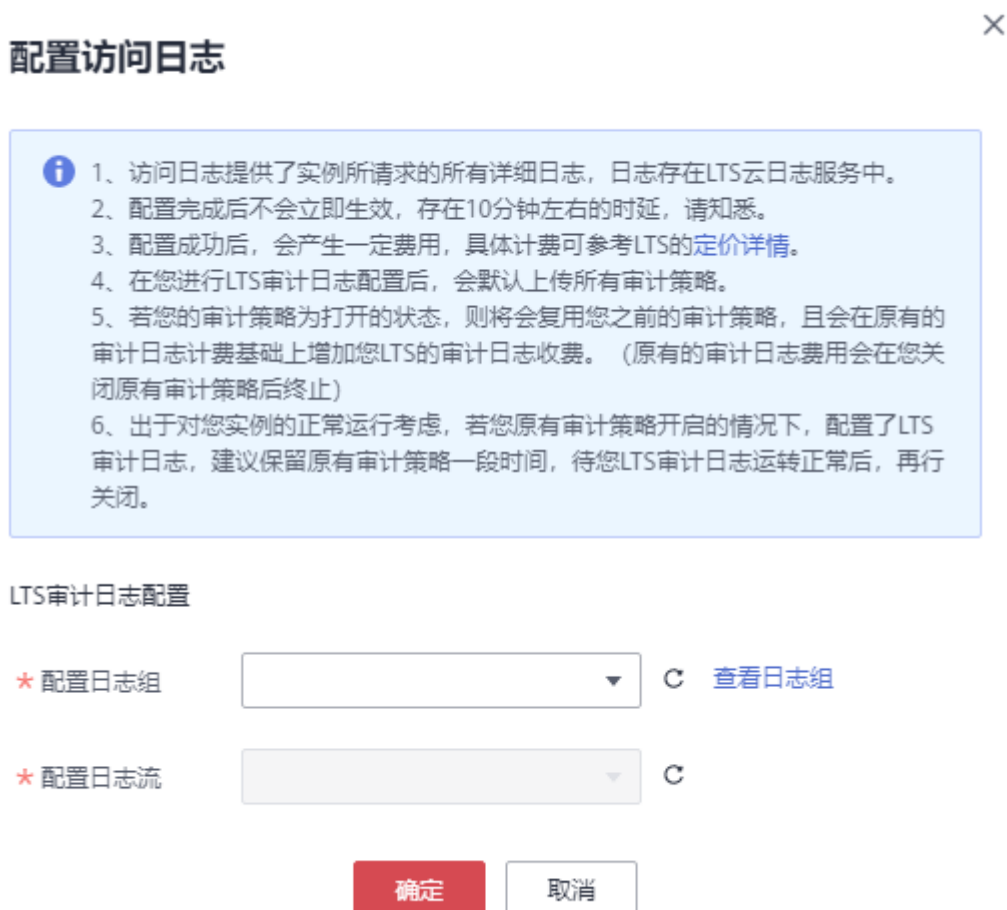 配置访问日志
1、访问日志提供了实例所请求的所有详细日志，日志存在LTS云日志服务中。
2、配置完成后不会立即生效，存在10分钟左右的时延，请知悉。
3、配置成功后，会产生一定费用，具体计费可参考LTS的定价详情。
4、在您进行LTS审计日志配置后，会默认上传所有审计策略。
5、若您的审计策略为打开的状态，则将会复用您之前的审计策略，且会在原有的
审计日志计费基础上增加您LTS的审计日志收费。（原有的审计日志费用会在您关
闭原有审计策略后终止）
6、出于对您实例的正常运行考虑，若您原有审计策略开启的情况下，配置了LTS
审计日志，建议保留原有审计策略一段时间，待您LTS审计日志运转正常后，再行
关闭。
LTS审计日志配置
* 配置日志组 查看日志组
* 配置日志流
确定 取消